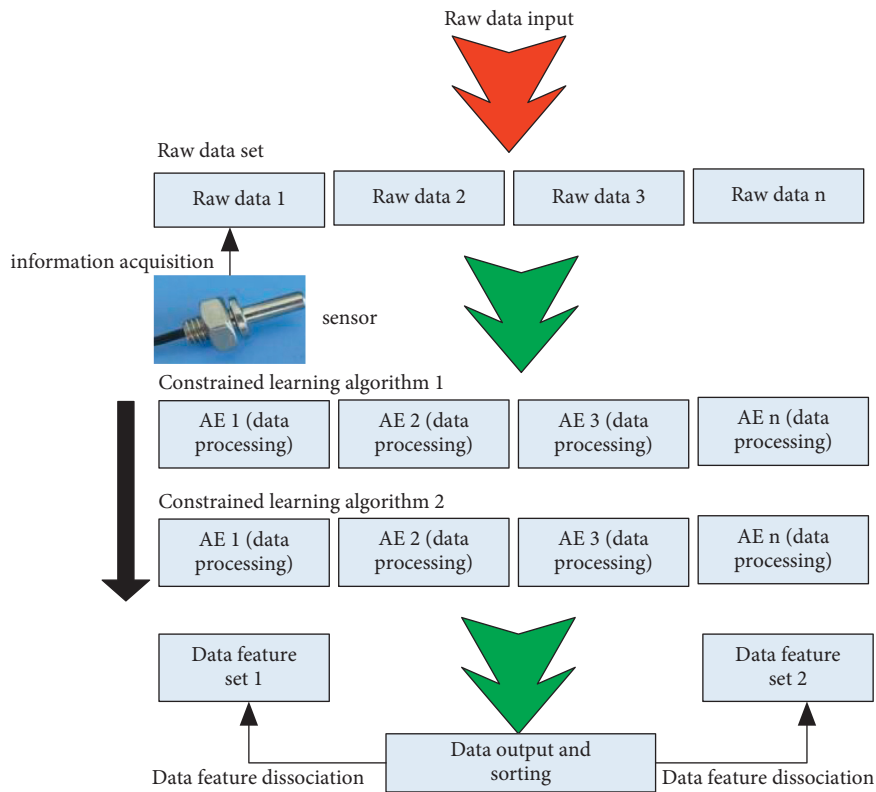 Raw data input
Raw data set
Raw data 1
Raw data 2
Raw data 3
Raw data n
information acquisition
sensor
Constrained learning algorithm 1
AE 1 (data
processing)
AE 2 (data
processing)
AE 3 (data
processing)
AE n (data
processing)
Constrained learning algorithm 2
AE 1 (data
processing)
AE 2 (data
processing)
AE 3 (data
processing)
AE n (data
processing)
Data feature
set 1
Data feature
set 2
Data output and
sorting
Data feature dissociation
Data feature dissociation